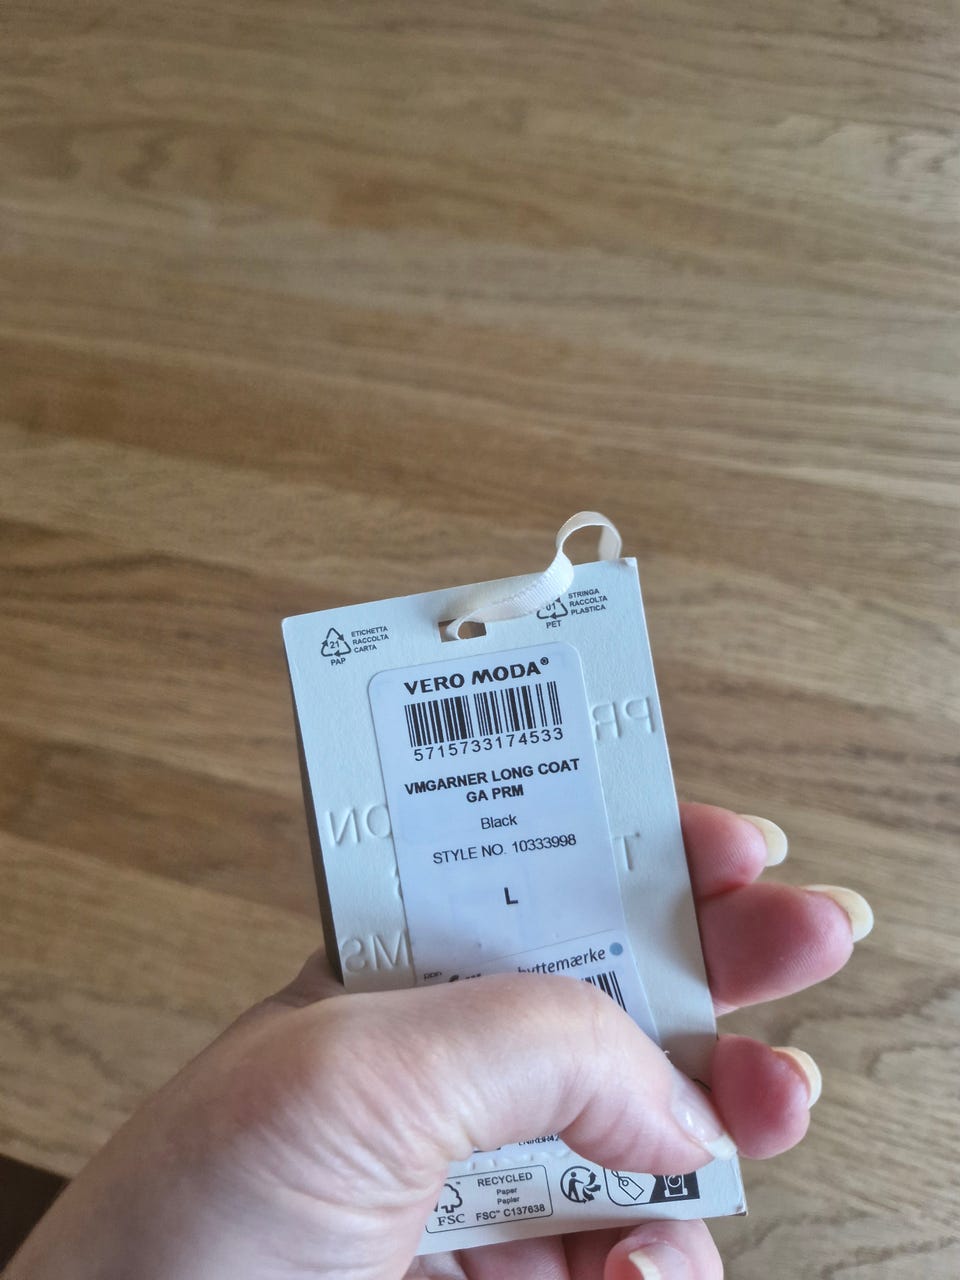 ETICHETTA
RACCOLTA
CARTA
21
PAP
STRINGA
RACCOLTA
PLASTICA
01
PET
VERO MODA®
5715733174533
VMGARNER LONG COAT
GA PRM
Black
STYLE NO. 10333998
L
byttemærke
RECYCLED
Paper
Papier
FSC™ C137638
FSC